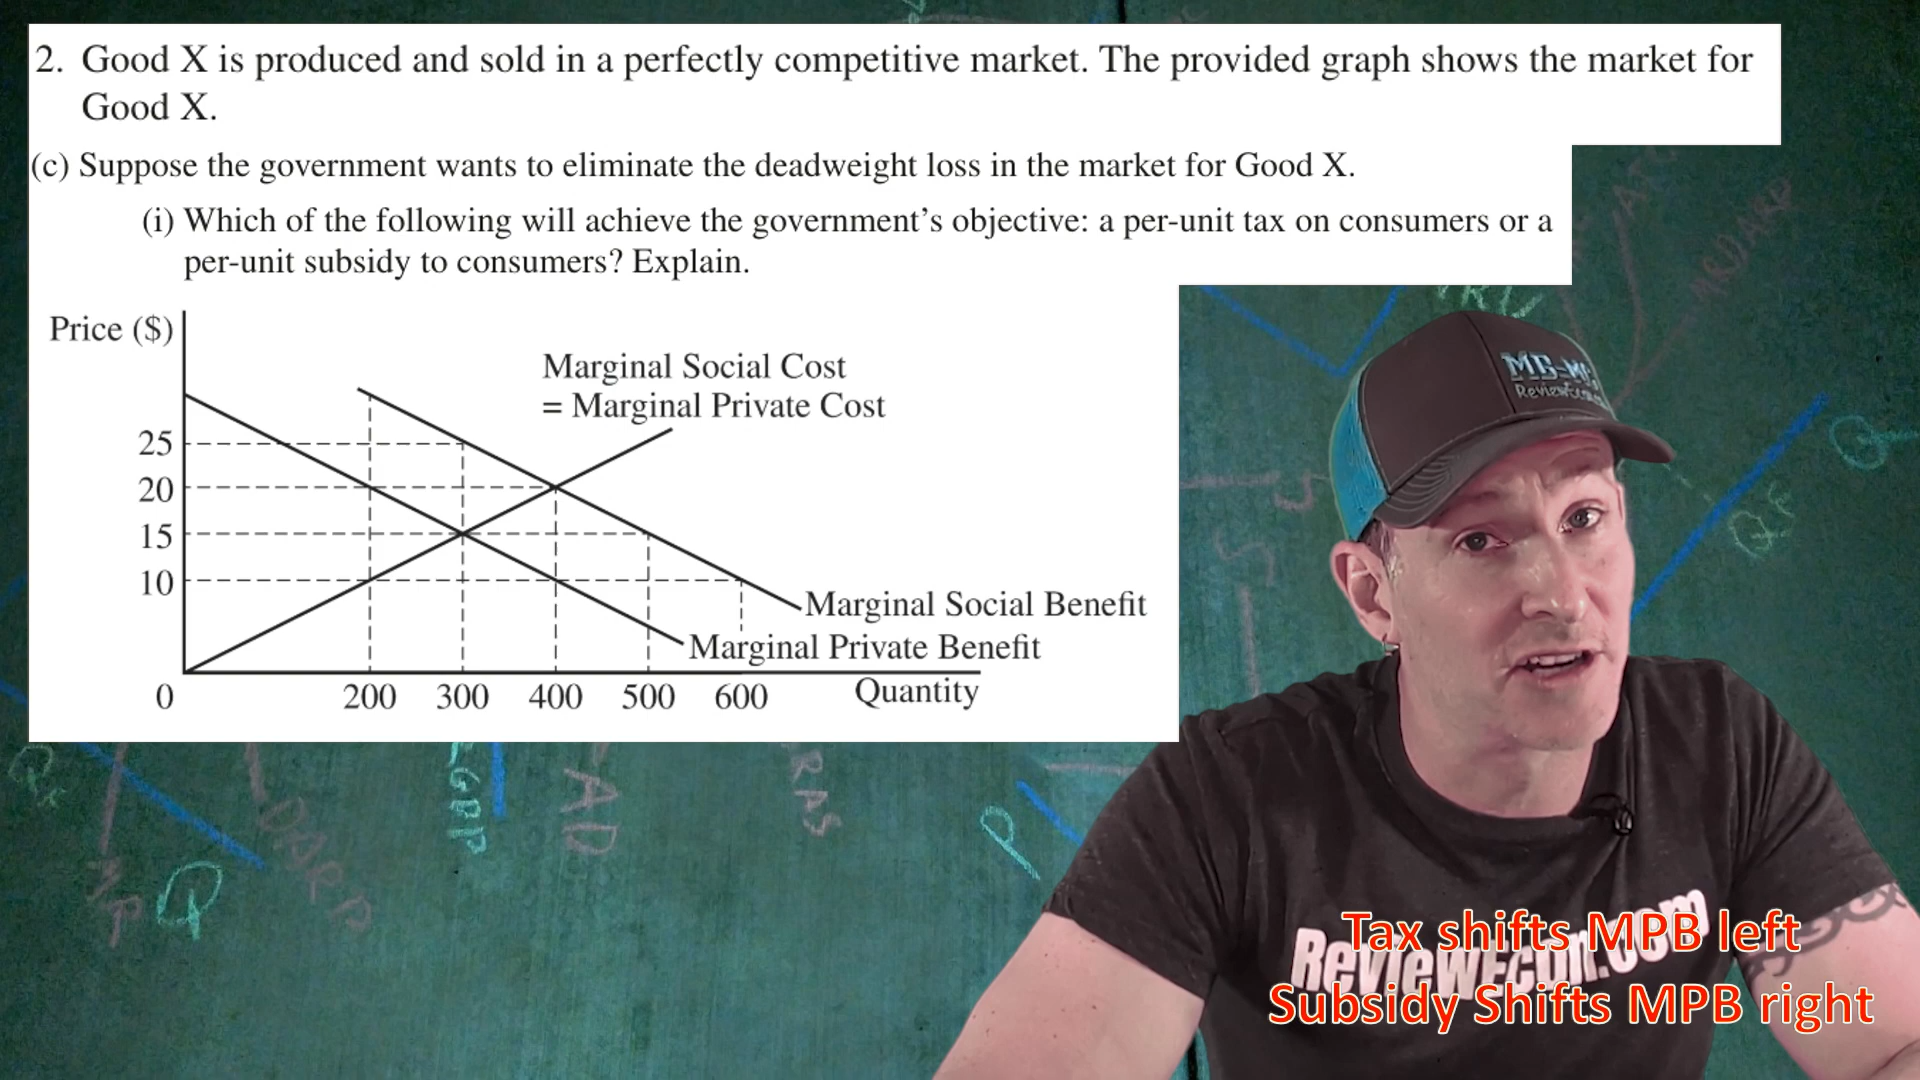 2. Good X is produced and sold in a perfectly competitive market. The provided graph shows the market for
Good X.
(c) Suppose the government wants to eliminate the deadweight loss in the market for Good X.
(i) Which of the following will achieve the government's objective: a per-unit tax on consumers or a
per-unit subsidy to consumers? Explain.
Price ($)
Marginal Social Cost
= Marginal Private Cost
25
20
15
10
Marginal Social Benefit
Marginal Private Benefit
0
200
300
400
500
600
Quantity
P
Q
AD
RAS
ReviewEcon.com
Tax shifts MPB left
Subsidy Shifts MPB right